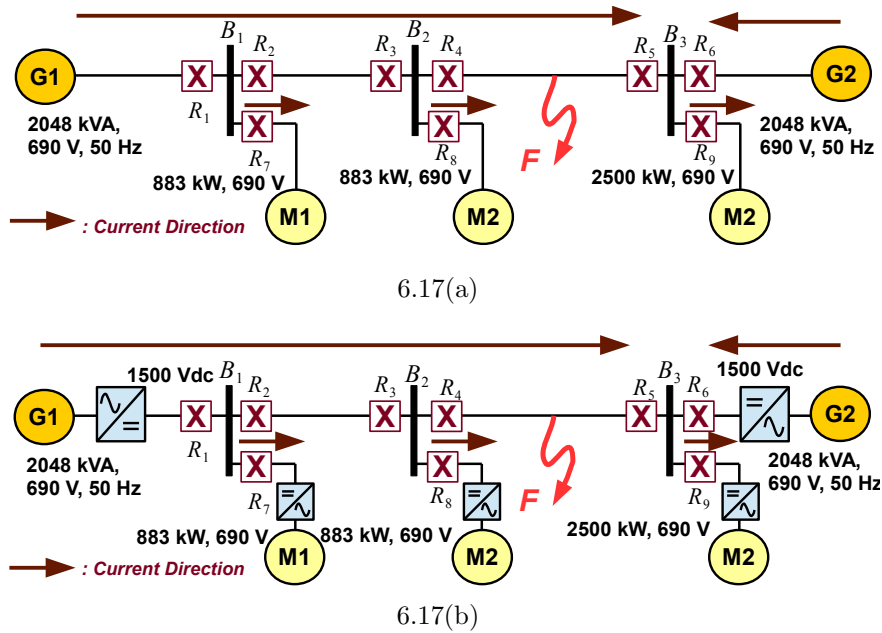 B1 R2 R3 B2 R4 R5 B3 R6
G1 G2
R1
2048 kVA,
690 V, 50 Hz
R7
R8
F
R9
2048 kVA,
690 V, 50 Hz
883 kW, 690 V
883 kW, 690 V
2500 kW, 690 V
M1 M2 M2
: Current Direction
6.17(a)
1500 Vdc B1 R2 R3 B2 R4 R5 B3 R6 1500 Vdc
G1 G2
R1
2048 kVA,
690 V, 50 Hz
R7
R8
F
R9
2048 kVA,
690 V, 50 Hz
883 kW, 690 V
883 kW, 690 V
2500 kW, 690 V
M1 M2 M2
: Current Direction
6.17(b)